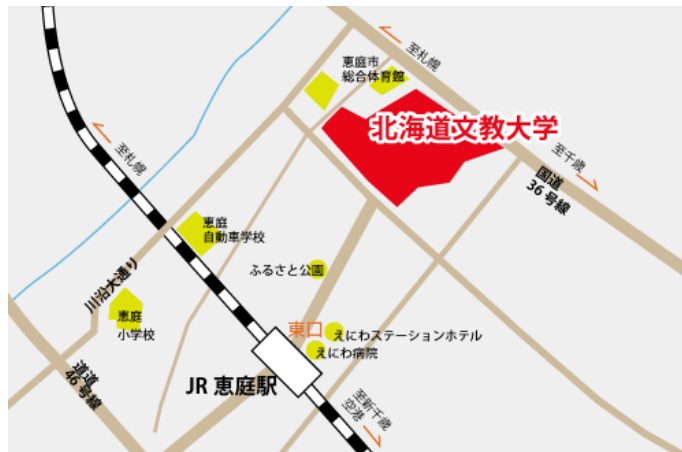 至札幌
恵庭市
総合体育館
北海道文教大学
至札幌
至千歳
国道
36号線
恵庭
自動車学校
ふるさと公園
川沿大通り
恵庭
小学校
東口
えにわステーションホテル
えにわ病院
道道
46号線
JR 恵庭駅
至新千歳
空港